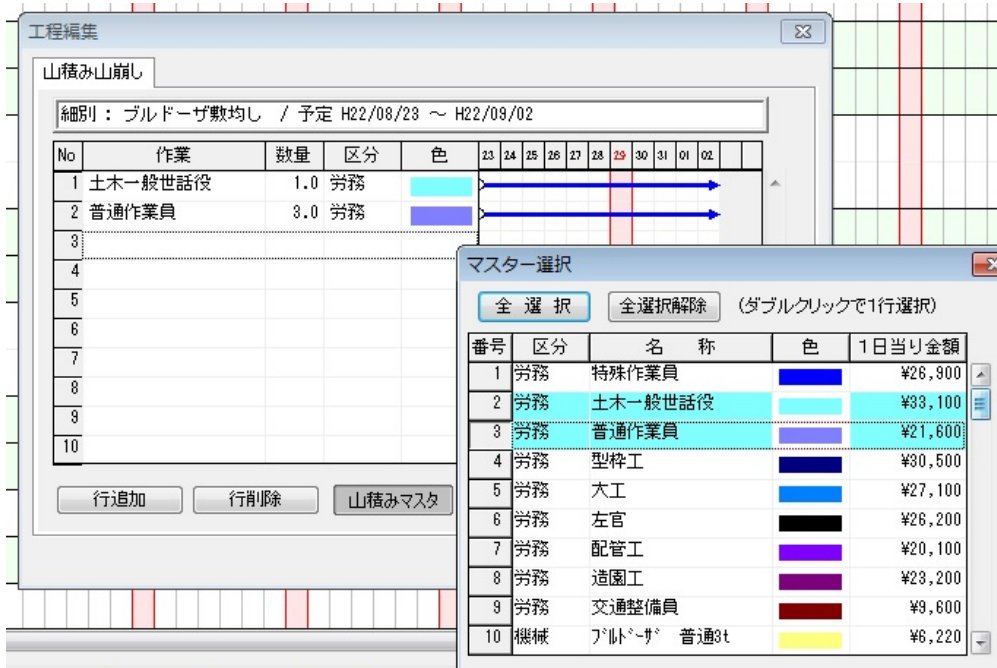 工程編集
山積み山崩し
細別： ブルドーザ敷均し / 予定 H22/08/23 ～ H22/09/02
No 作業 数量 区分 色 23 24 25 26 27 28 29 30 31 01 02
1 土木一般世話役 1.0 労務
2 普通作業員 3.0 労務
3
4
5
6
7
8
9
10
行追加 行削除 山積みマスタ
マスター選択
全 選 択 全選択解除 (ダブルクリックで1行選択)
番号 区分 名 称 色 1日当り金額
1 労務 特殊作業員 ¥26,900
2 労務 土木一般世話役 ¥33,100
3 労務 普通作業員 ¥21,600
4 労務 型枠工 ¥30,500
5 労務 大工 ¥27,100
6 労務 左官 ¥26,200
7 労務 配管工 ¥20,100
8 労務 造園工 ¥23,200
9 労務 交通整備員 ¥9,600
10 機械 ﾌﾞﾙﾄﾞｰｻﾞ 普通3t ¥6,220